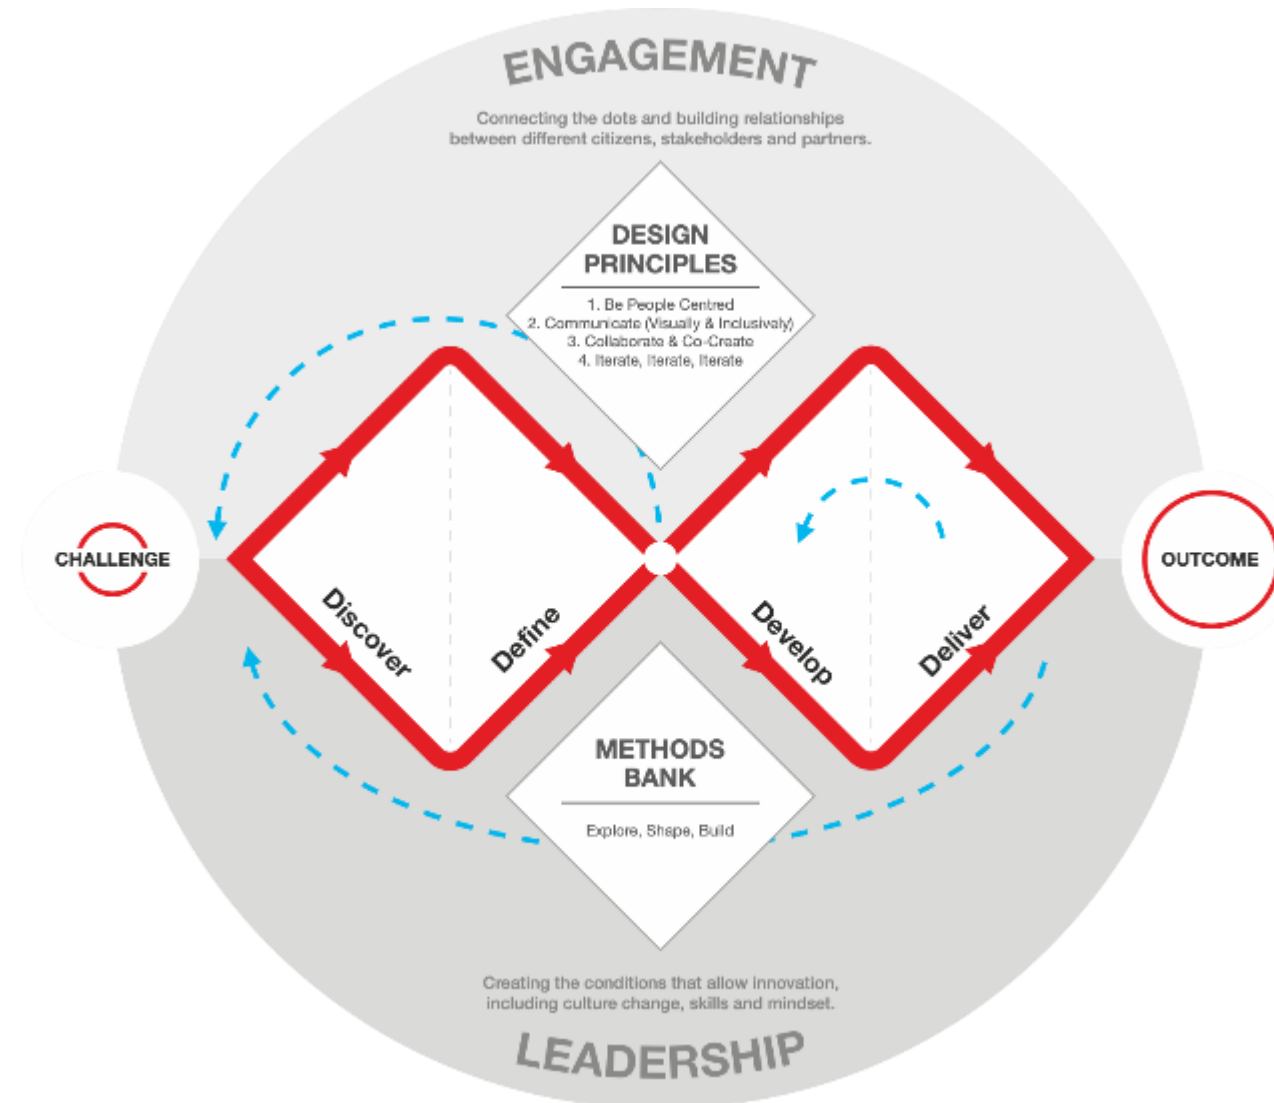 ENGAGEMENT
Connecting the dots and building relationships
between different citizens, stakeholders and partners.
DESIGN
PRINCIPLES
1. Be People Centred
2. Communicate (Visually & Inclusively)
3. Collaborate & Co-Create
4. Iterate, Iterate, Iterate
CHALLENGE
OUTCOME
Discover
Define
Develop
Deliver
METHODS
BANK
Explore, Shape, Build
Creating the conditions that allow innovation,
including culture change, skills and mindset.
LEADERSHIP